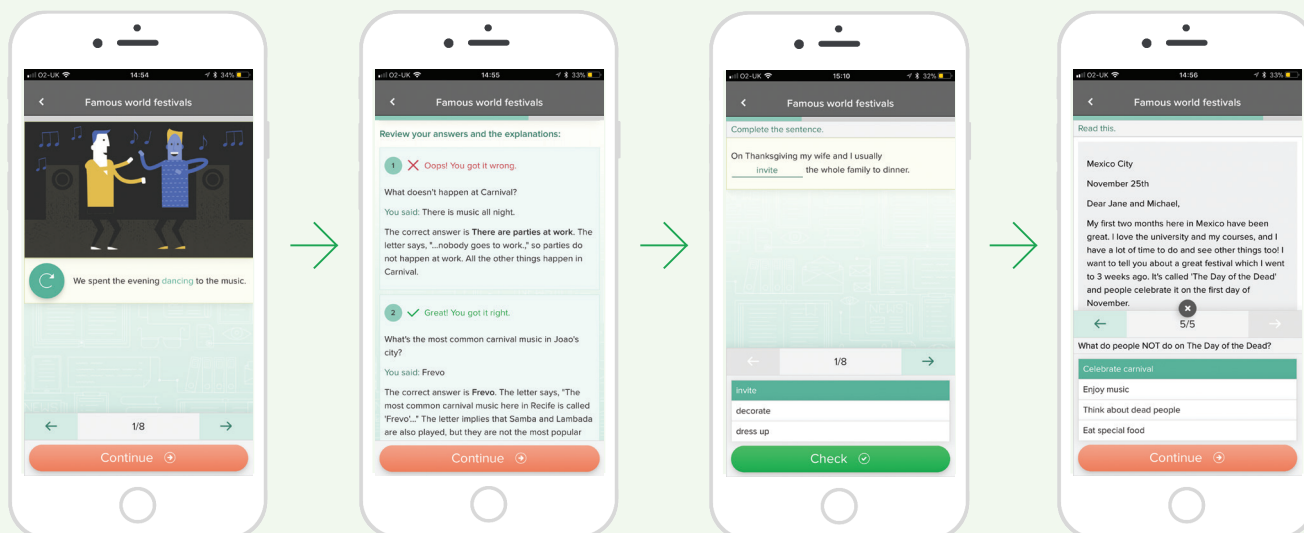 O2-UK 14:54 34%
Famous world festivals
We spent the evening dancing to the music.
1/8
Continue
O2-UK 14:55 33%
Famous world festivals
Review your answers and the explanations:
1 Oops! You got it wrong.
What doesn't happen at Carnival?
You said: There is music all night.
The correct answer is There are parties at work. The
letter says, "...nobody goes to work.," so parties do
not happen at work. All the other things happen in
Carnival.
2 Great! You got it right.
What's the most common carnival music in Joao's
city?
You said: Frevo
The correct answer is Frevo. The letter says, "The
most common carnival music here in Recife is called
'Frevo'..." The letter implies that Samba and Lambada
are also played, but they are not the most popular
Continue
O2-UK 15:10 32%
Famous world festivals
Complete the sentence.
On Thanksgiving my wife and I usually
invite the whole family to dinner.
1/8
invite
decorate
dress up
Check
O2-UK 14:56 33%
Famous world festivals
Read this.
Mexico City
November 25th
Dear Jane and Michael,
My first two months here in Mexico have been
great. I love the university and my courses, and I
have a lot of time to do and see other things too! I
want to tell you about a great festival which I went
to 3 weeks ago. It's called 'The Day of the Dead'
and people celebrate it on the first day of
November.
5/5
What do people NOT do on The Day of the Dead?
Celebrate carnival
Enjoy music
Think about dead people
Eat special food
Continue